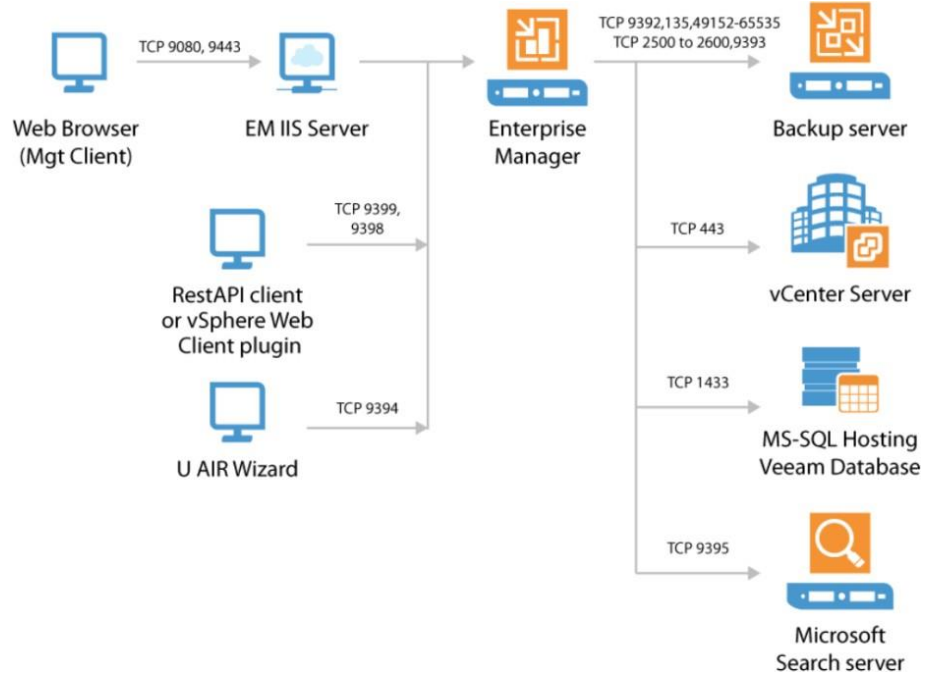 TCP 9080, 9443
TCP 9392,135,49152-65535
TCP 2500 to 2600,9393
Web Browser
(Mgt Client)
EM IIS Server
Enterprise
Manager
Backup server
TCP 9399,
9398
TCP 443
RestAPI client
or vSphere Web
Client plugin
vCenter Server
TCP 9394
TCP 1433
U AIR Wizard
MS-SQL Hosting
Veeam Database
TCP 9395
Microsoft
Search server